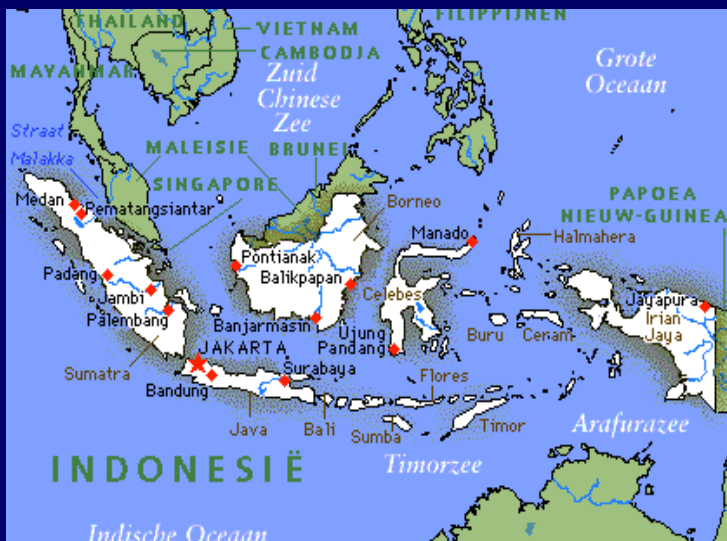 THAILAND
VIETNAM
CAMBODJA
FILIPPIJNEN
MAYANMAR
Zuid
Chinese
Zee
Grote
Oceaan
Straat
Malakka
MALEISIE
BRUNEI
SINGAPORE
Borneo
PAPOEA
NIEUW-GUINEA
Medan
Pematangsiantar
Manado
Halmahera
Padang
Pontianak
Balikpapan
Jambi
Celebes
Jayapura
Palembang
Banjarmasin
Ujung
Pandang
Buru
Ceram
Irian
Jaya
JAKARTA
Sumatra
Surabaya
Bandung
Flores
Java
Bali
Sumba
Timor
Arafurazee
INDONESIË
Timorzee
Indische Oceaan